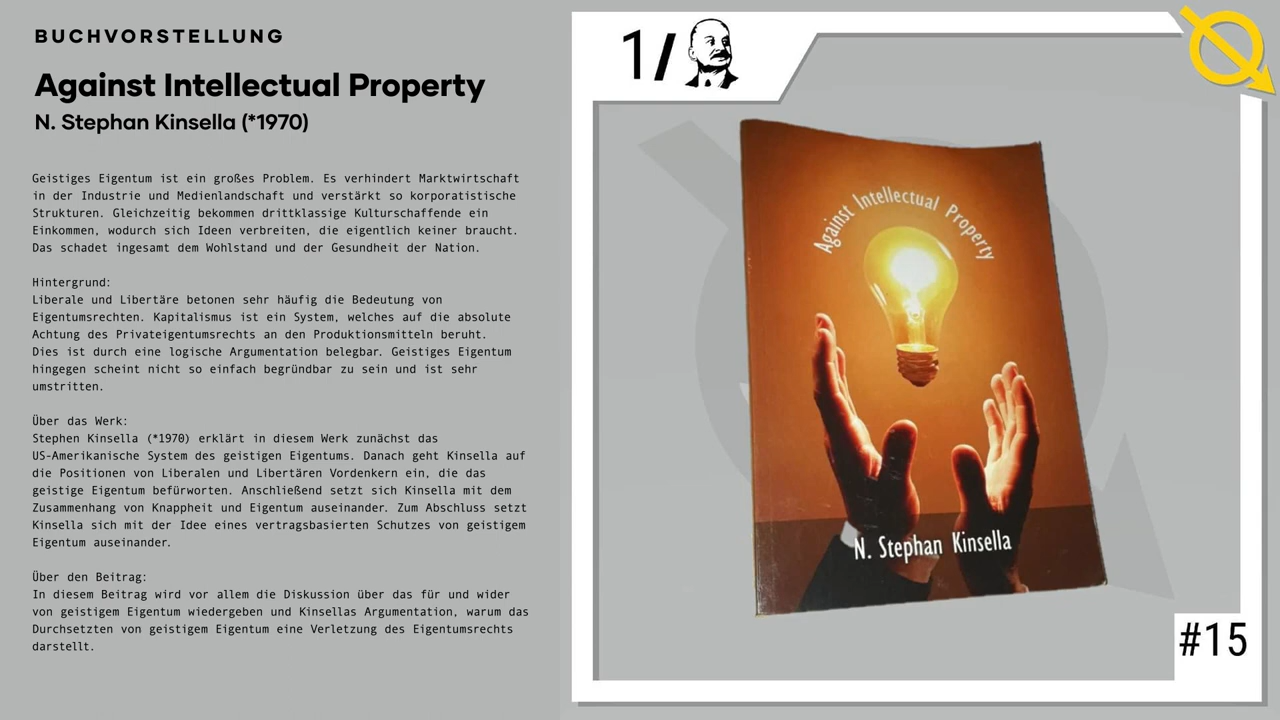 BUCHVORSTELLUNG
Against Intellectual Property
N. Stephan Kinsella (*1970)
Geistiges Eigentum ist ein großes Problem. Es verhindert Marktwirtschaft
in der Industrie und Medienlandschaft und verstärkt so korporatistische
Strukturen. Gleichzeitig bekommen drittklassige Kulturschaffende ein
Einkommen, wodurch sich Ideen verbreiten, die eigentlich keiner braucht.
Das schadet ingesamt dem Wohlstand und der Gesundheit der Nation.
Hintergrund:
Liberale und Libertäre betonen sehr häufig die Bedeutung von
Eigentumsrechten. Kapitalismus ist ein System, welches auf die absolute
Achtung des Privateigentumsrechts an den Produktionsmitteln beruht.
Dies ist durch eine logische Argumentation belegbar. Geistiges Eigentum
hingegen scheint nicht so einfach begründbar zu sein und ist sehr
umstritten.
Über das Werk:
Stephen Kinsella (*1970) erklärt in diesem Werk zunächst das
US-Amerikanische System des geistigen Eigentums. Danach geht Kinsella auf
die Positionen von Liberalen und Libertären Vordenkern ein, die das
geistige Eigentum befürworten. Anschließend setzt sich Kinsella mit dem
Zusammenhang von Knappheit und Eigentum auseinander. Zum Abschluss setzt
Kinsella sich mit der Idee eines vertragsbasierten Schutzes von geistigem
Eigentum auseinander.
Über den Beitrag:
In diesem Beitrag wird vor allem die Diskussion über das für und wider
von geistigem Eigentum wiedergeben und Kinsellas Argumentation, warum das
Durchsetzten von geistigem Eigentum eine Verletzung des Eigentumsrechts
darstellt.
1/
Against Intellectual Property
N. Stephan Kinsella
#15